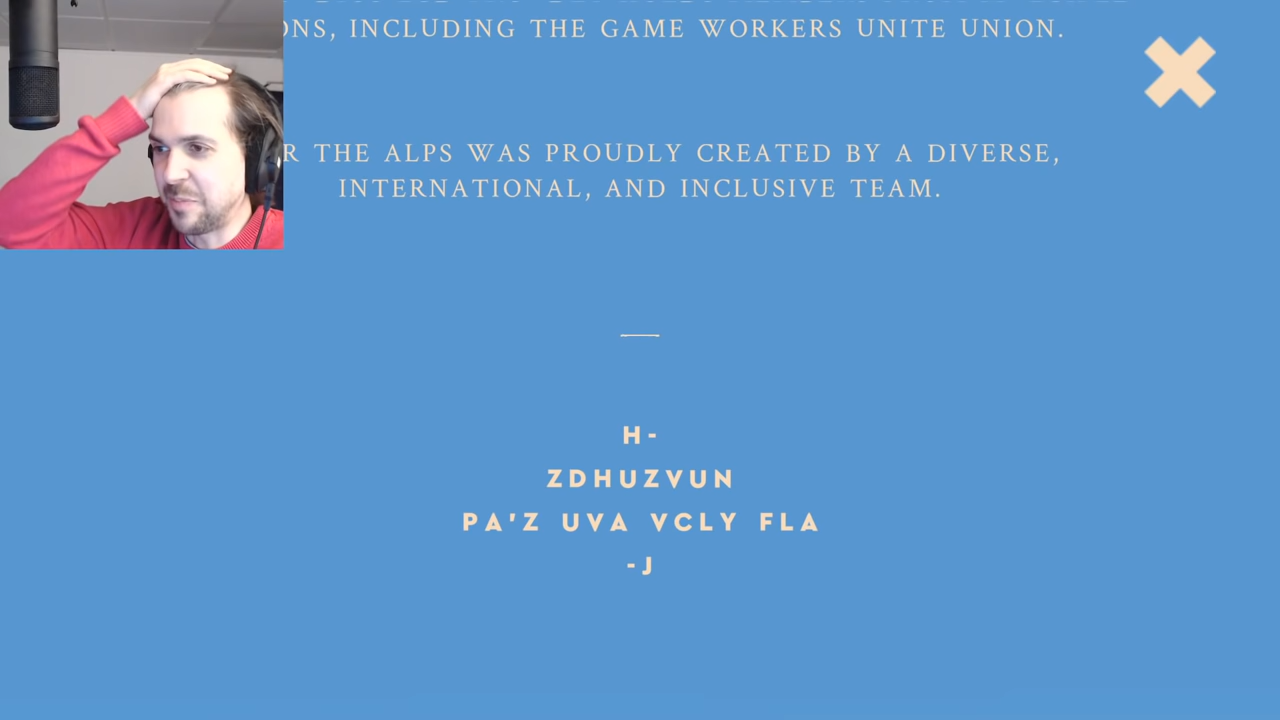 ONS, INCLUDING THE GAME WORKERS UNITE UNION.
R THE ALPS WAS PROUDLY CREATED BY A DIVERSE,
INTERNATIONAL, AND INCLUSIVE TEAM.
H-
ZDHUZVUN
PA'Z UVA VCLY FLA
-J